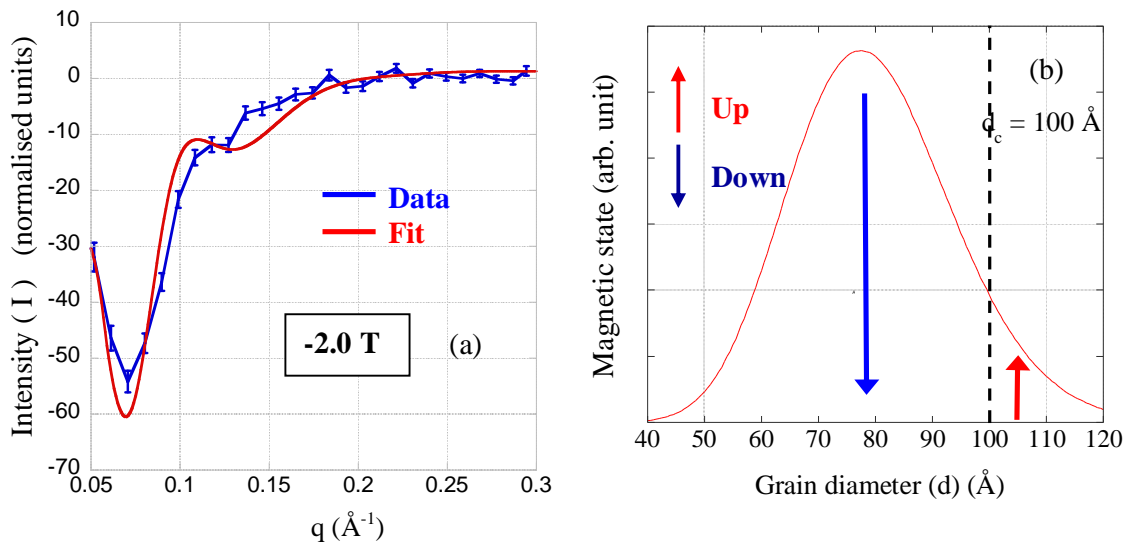 10
0
-10
-20
-30
-40
-50
-60
-70
0.05 0.1 0.15 0.2 0.25 0.3
Intensity ( I ) (normalised units)
q (Å-1)
Data
Fit
-2.0 T
(a)
Magnetic state (arb. unit)
Up
Down
(b)
dc = 100 Å
40 50 60 70 80 90 100 110 120
Grain diameter (d) (Å)